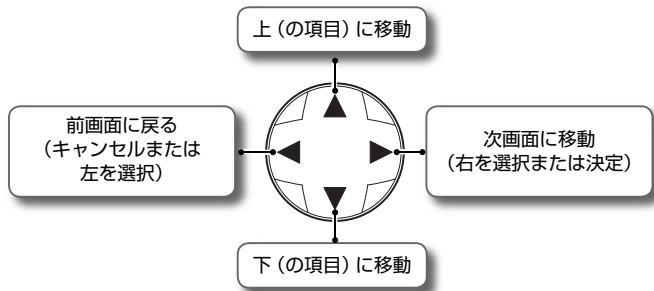 上（の項目）に移動
前画面に戻る
（キャンセルまたは
左を選択）
次画面に移動
（右を選択または決定）
下（の項目）に移動